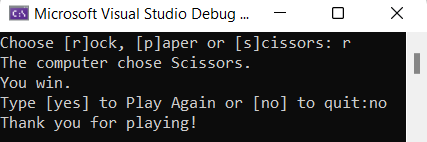 Microsoft Visual Studio Debug ...
Choose [r]ock, [p]aper or [s]cissors: r
The computer chose Scissors.
You win.
Type [yes] to Play Again or [no] to quit:no
Thank you for playing!